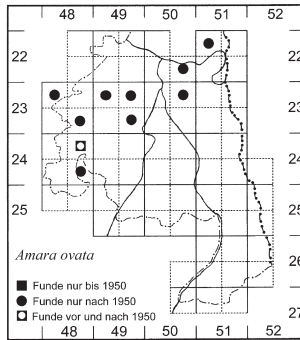 48 49 50 51 52
22 22
23 23
24 24
25 25
26
27
Amara ovata
Funde nur bis 1950
Funde nur nach 1950
Funde vor und nach 1950
48 49 50 51 52